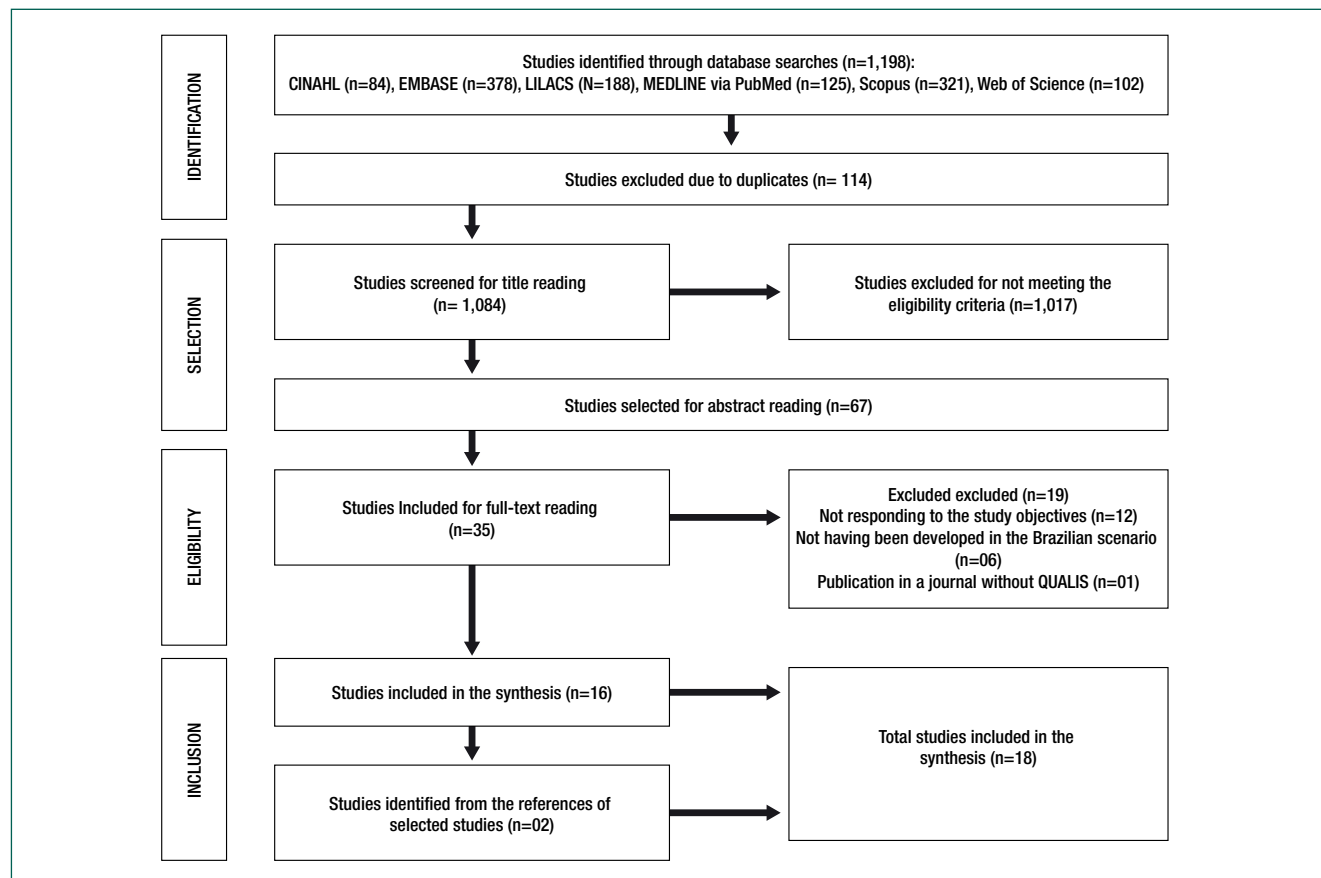 IDENTIFICATION
Studies identified through database searches (n=1,198):
CINAHL (n=84), EMBASE (n=378), LILACS (N=188), MEDLINE via PubMed (n=125), Scopus (n=321), Web of Science (n=102)
Studies excluded due to duplicates (n= 114)
SELECTION
Studies screened for title reading
(n= 1,084)
Studies excluded for not meeting the
eligibility criteria (n=1,017)
Studies selected for abstract reading (n=67)
ELIGIBILITY
Studies Included for full-text reading
(n=35)
Excluded excluded (n=19)
Not responding to the study objectives (n=12)
Not having been developed in the Brazilian scenario
(n=06)
Publication in a journal without QUALIS (n=01)
INCLUSION
Studies included in the synthesis (n=16)
Total studies included in the
synthesis (n=18)
Studies identified from the references of
selected studies (n=02)